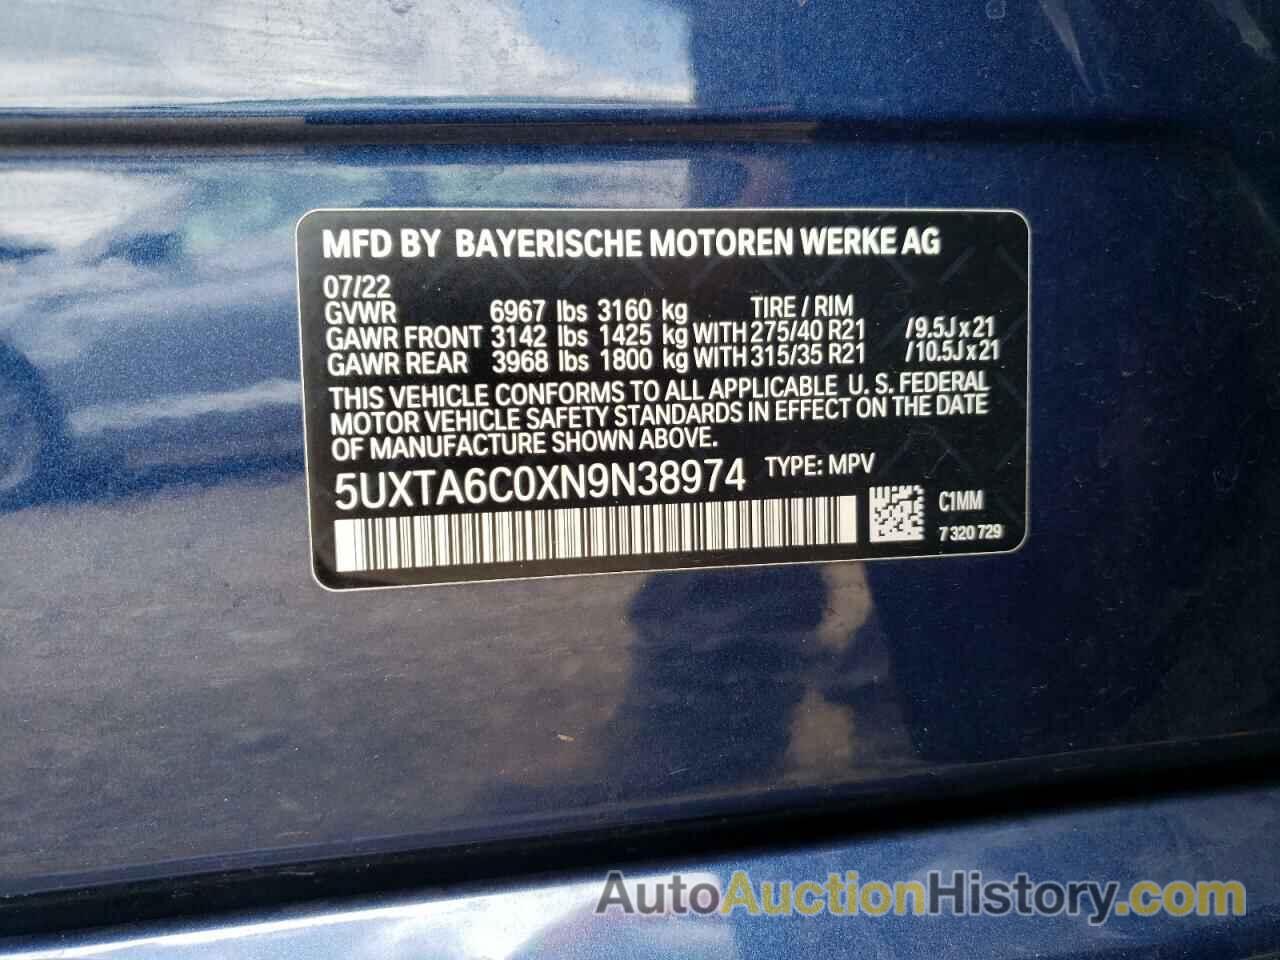 MFD BY BAYERISCHE MOTOREN WERKE AG
07/22
GVWR 6967 lbs 3160 kg TIRE / RIM
GAWR FRONT 3142 lbs 1425 kg WITH 275/40 R21 /9.5J x 21
GAWR REAR 3968 lbs 1800 kg WITH 315/35 R21 /10.5J x 21
THIS VEHICLE CONFORMS TO ALL APPLICABLE U. S. FEDERAL
MOTOR VEHICLE SAFETY STANDARDS IN EFFECT ON THE DATE
OF MANUFACTURE SHOWN ABOVE.
5UXTA6C0XN9N38974 TYPE: MPV
C1MM
7 320 729
AutoAuctionHistory.com